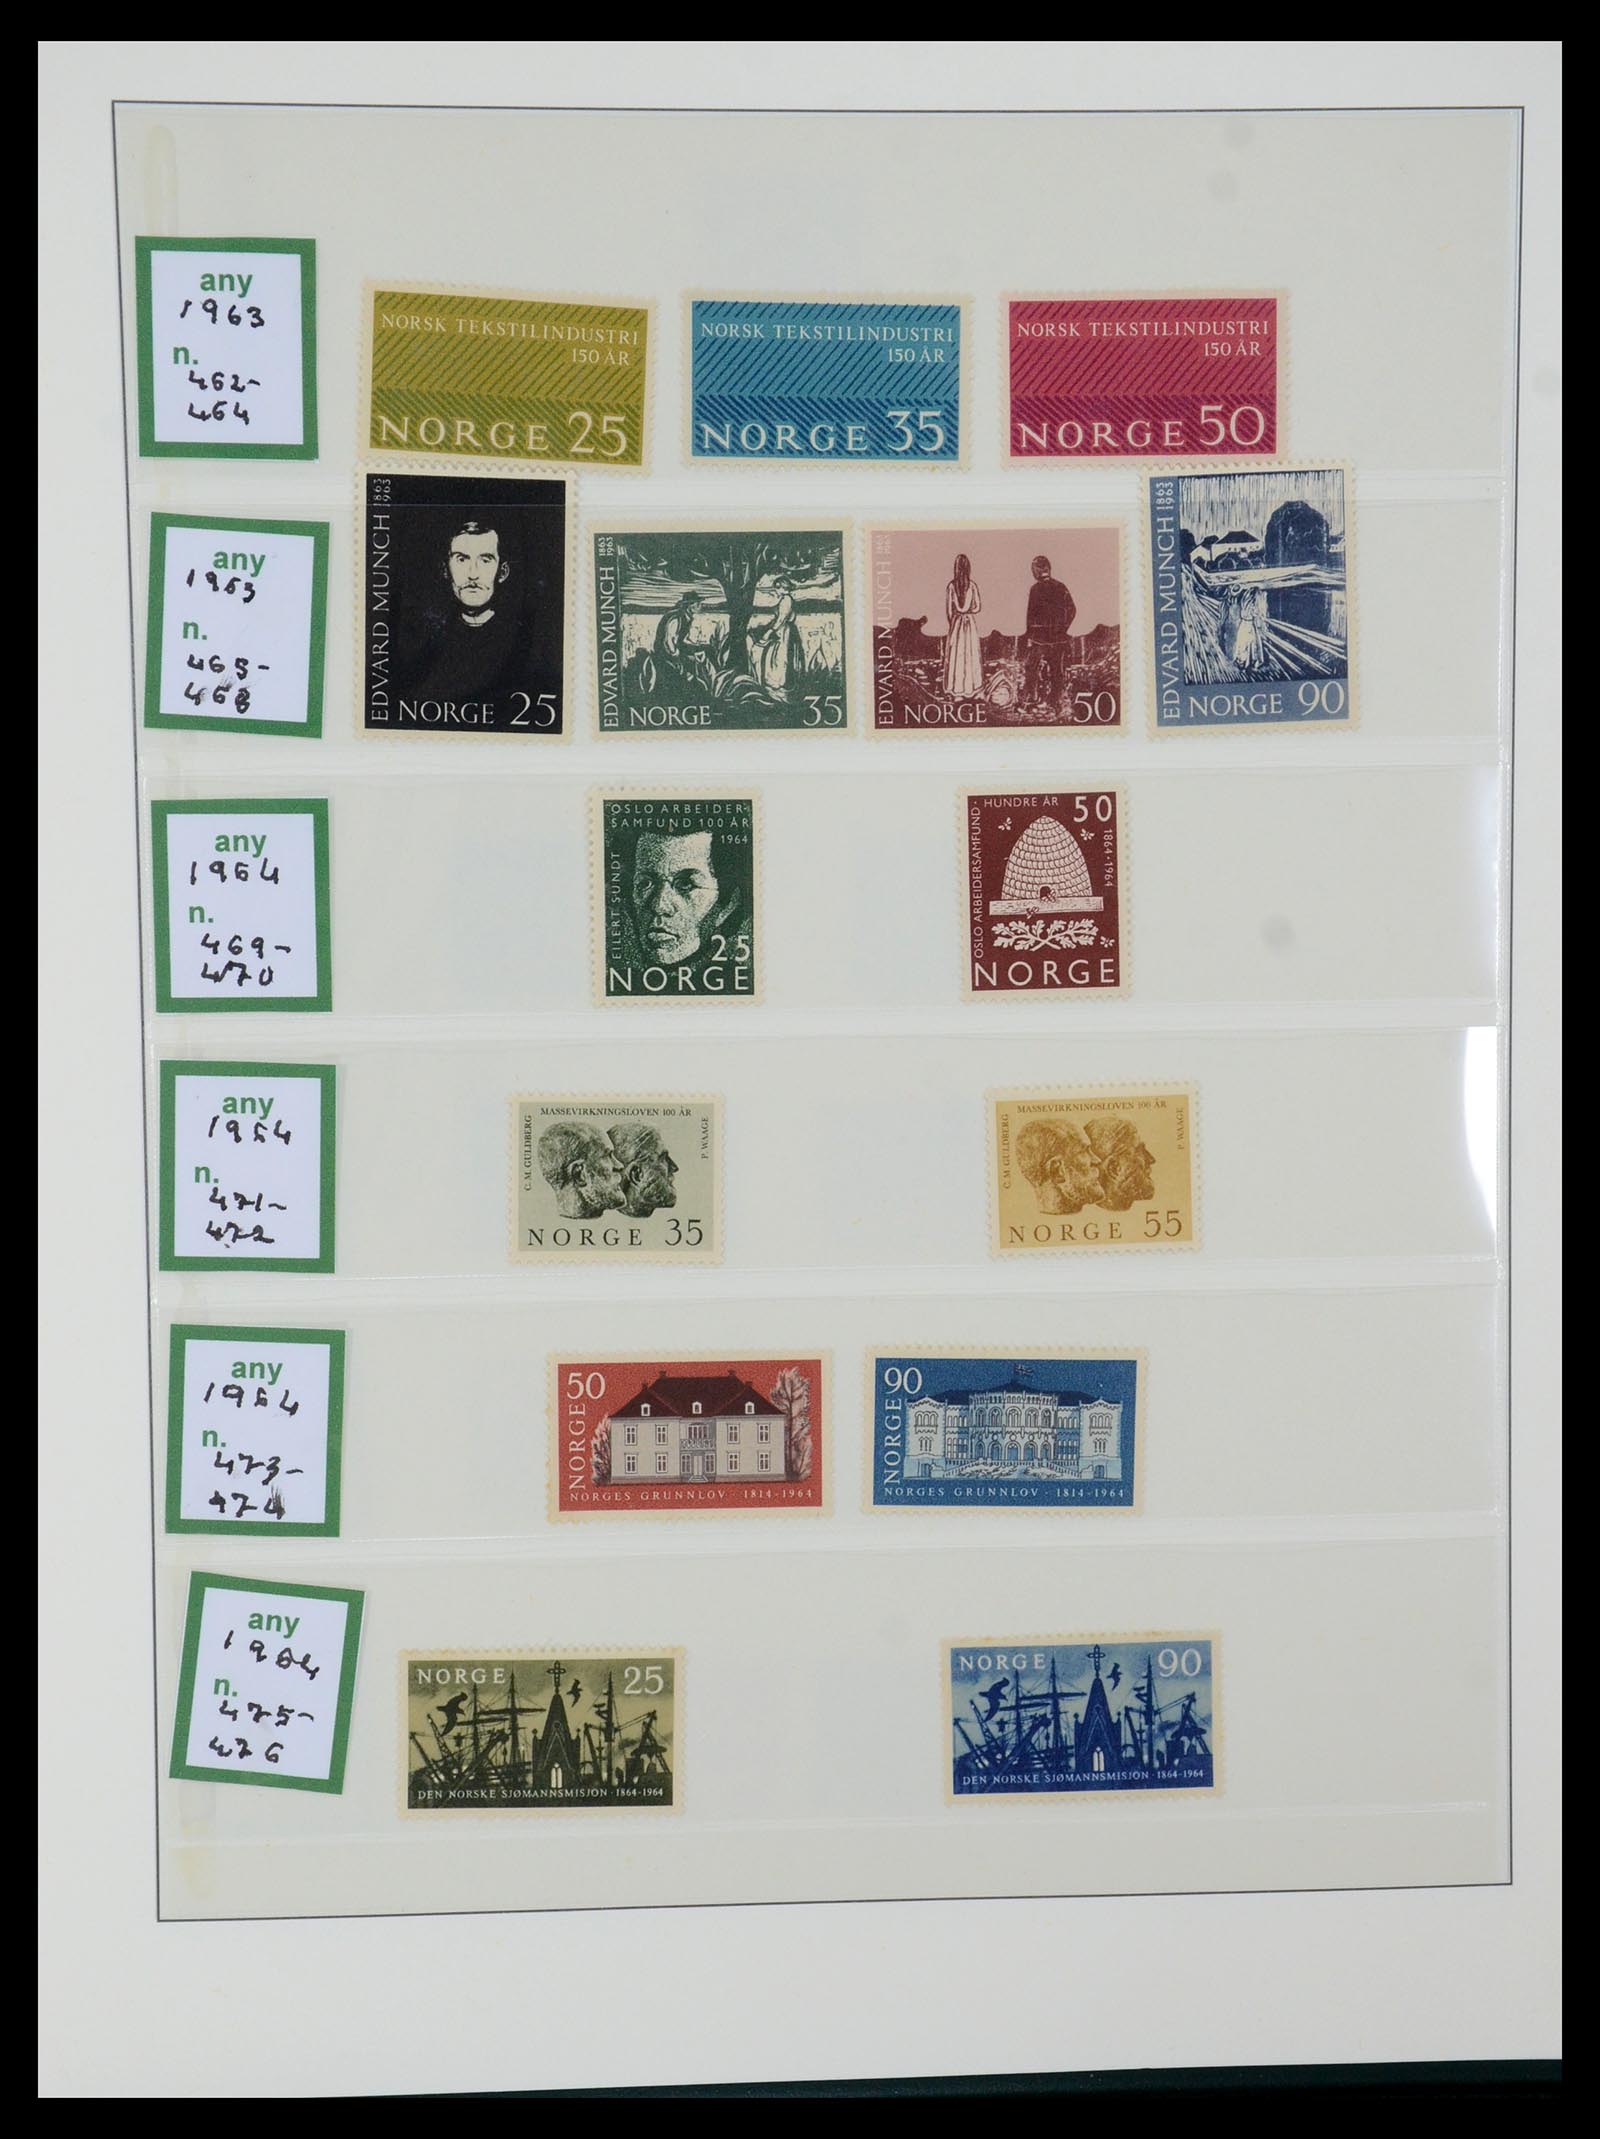 any
1963
n.
462-
464
NORSK TEKSTILINDUSTRI
150 ÅR
NORGE 25
NORSK TEKSTILINDUSTRI
150 ÅR
NORGE 35
NORSK TEKSTILINDUSTRI
150 ÅR
NORGE 50
any
1963
n.
465-
468
EDVARD MUNCH 1863 1963
NORGE 25
EDVARD MUNCH 1863 1963
NORGE 35
EDVARD MUNCH 1863 1963
NORGE 50
EDVARD MUNCH 1863 1963
NORGE 90
any
1964
n.
469-
470
OSLO ARBEIDER-
SAMFUND 100 ÅR
1964
EILERT SUNDT
25
NORGE
HUNDRE ÅR 50
OSLO ARBEIDERSAMFUND·
1864·1964
NORGE
any
1964
n.
471-
472
MASSEVIRKNINGSLOVEN 100 ÅR
C. M. GULDBERG
P. WAAGE
NORGE 35
MASSEVIRKNINGSLOVEN 100 ÅR
C. M. GULDBERG
P. WAAGE
NORGE 55
any
1964
n.
473-
474
50
NORGE
NORGES GRUNNLOV · 1814-1964
90
NORGE
NORGES GRUNNLOV · 1814-1964
any
1964
n.
475-
476
NORGE 25
DEN NORSKE SJØMANNSMISJON · 1864-1964
NORGE 90
DEN NORSKE SJØMANNSMISJON · 1864-1964